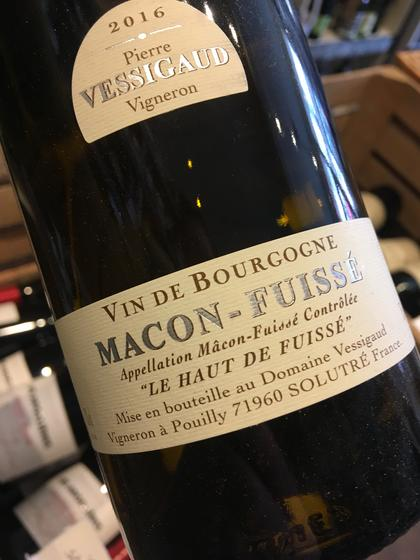 2016
Pierre
VESSIGAUD
Vigneron
VIN DE BOURGOGNE
MACON-FUISSÉ
Appellation Mâcon-Fuissé Contrôlée
"LE HAUT DE FUISSÉ"
Mise en bouteille au Domaine Vessigaud
Vigneron à Pouilly 71960 SOLUTRÉ France.